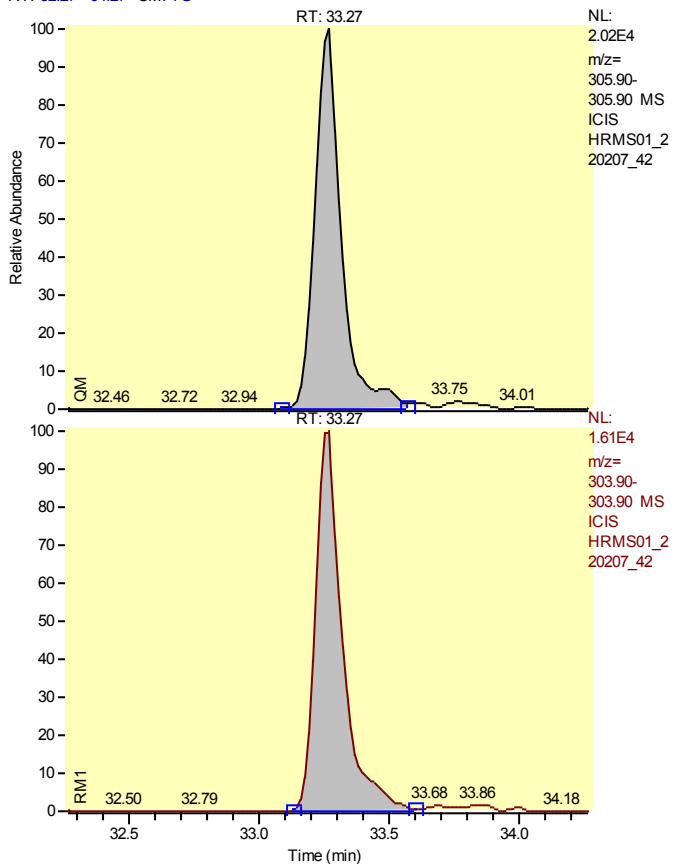 RT: 33.27
NL:
2.02E4
m/z=
305.90-
305.90 MS
ICIS
HRMS01_2
20207_42
100
90
80
70
60
50
40
30
20
10
0
Relative Abundance
QM
32.46 32.72 32.94 33.75 34.01
RT: 33.27
NL:
1.61E4
m/z=
303.90-
303.90 MS
ICIS
HRMS01_2
20207_42
100
90
80
70
60
50
40
30
20
10
0
RM1
32.50 32.79 33.68 33.86 34.18
32.5 33.0 33.5 34.0
Time (min)